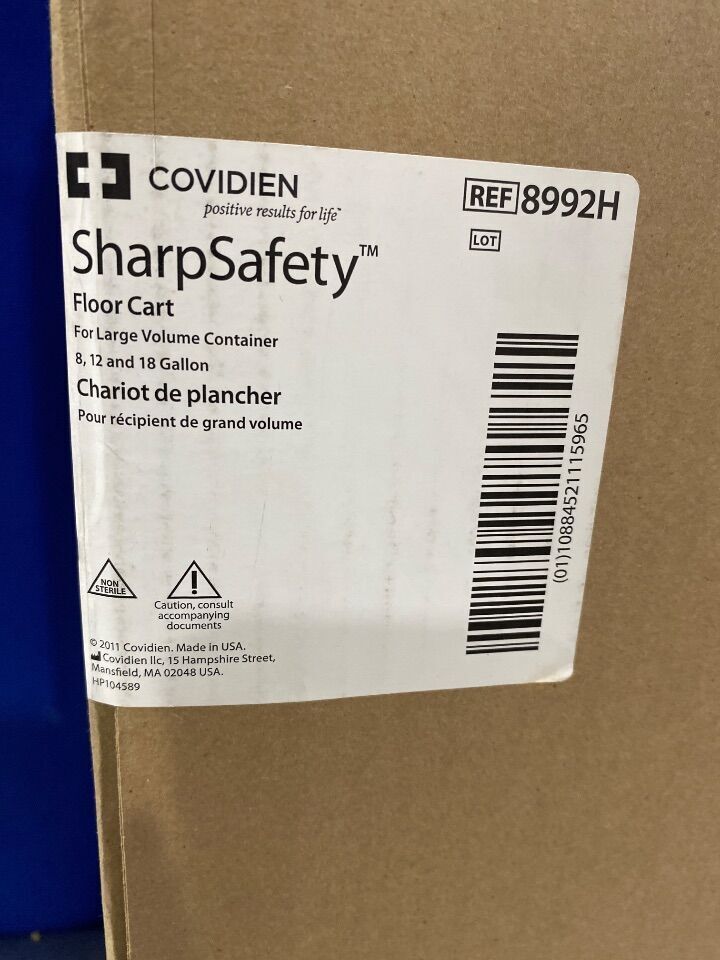 COVIDIEN
positive results for life™
REF 8992H
LOT
SharpSafety™
Floor Cart
For Large Volume Container
8, 12 and 18 Gallon
Chariot de plancher
Pour récipient de grand volume
(01)10884521115965
NON
STERILE
!
Caution, consult
accompanying
documents
© 2011 Covidien. Made in USA.
Covidien llc, 15 Hampshire Street,
Mansfield, MA 02048 USA.
HP104589